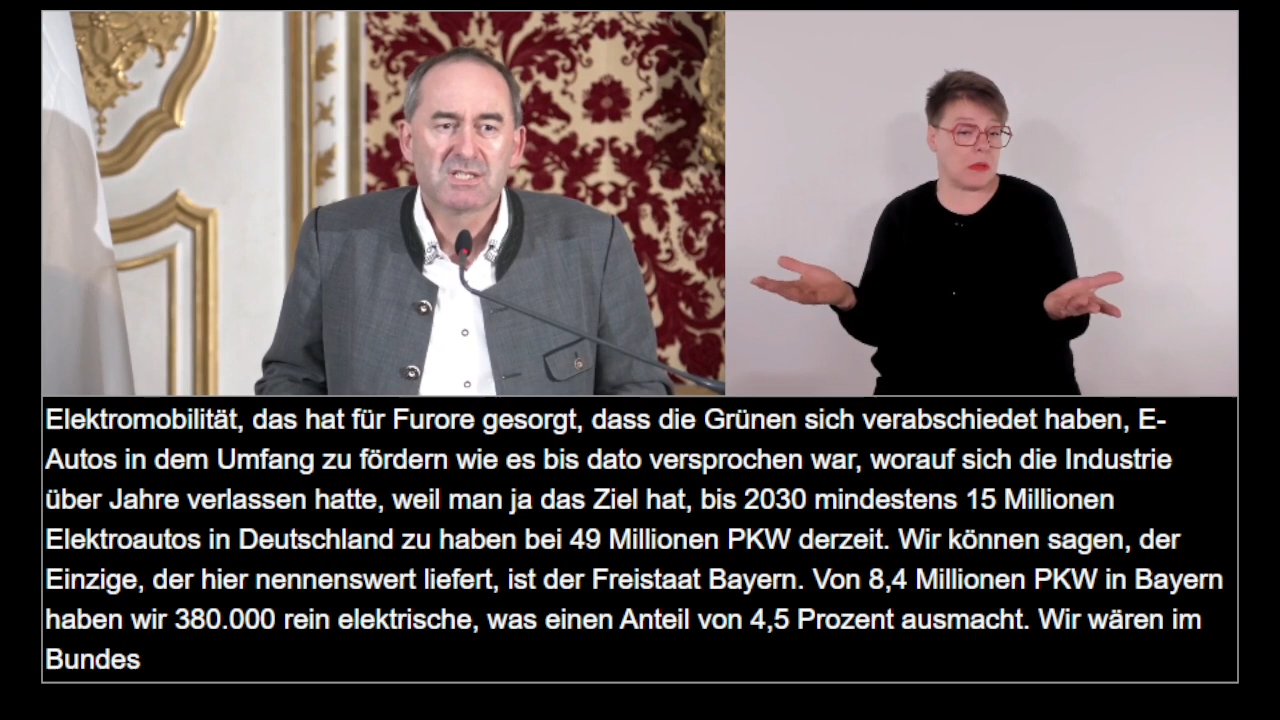 Elektromobilität, das hat für Furore gesorgt, dass die Grünen sich verabschiedet haben, E-
Autos in dem Umfang zu fördern wie es bis dato versprochen war, worauf sich die Industrie
über Jahre verlassen hatte, weil man ja das Ziel hat, bis 2030 mindestens 15 Millionen
Elektroautos in Deutschland zu haben bei 49 Millionen PKW derzeit. Wir können sagen, der
Einzige, der hier nennenswert liefert, ist der Freistaat Bayern. Von 8,4 Millionen PKW in Bayern
haben wir 380.000 rein elektrische, was einen Anteil von 4,5 Prozent ausmacht. Wir wären im
Bundes